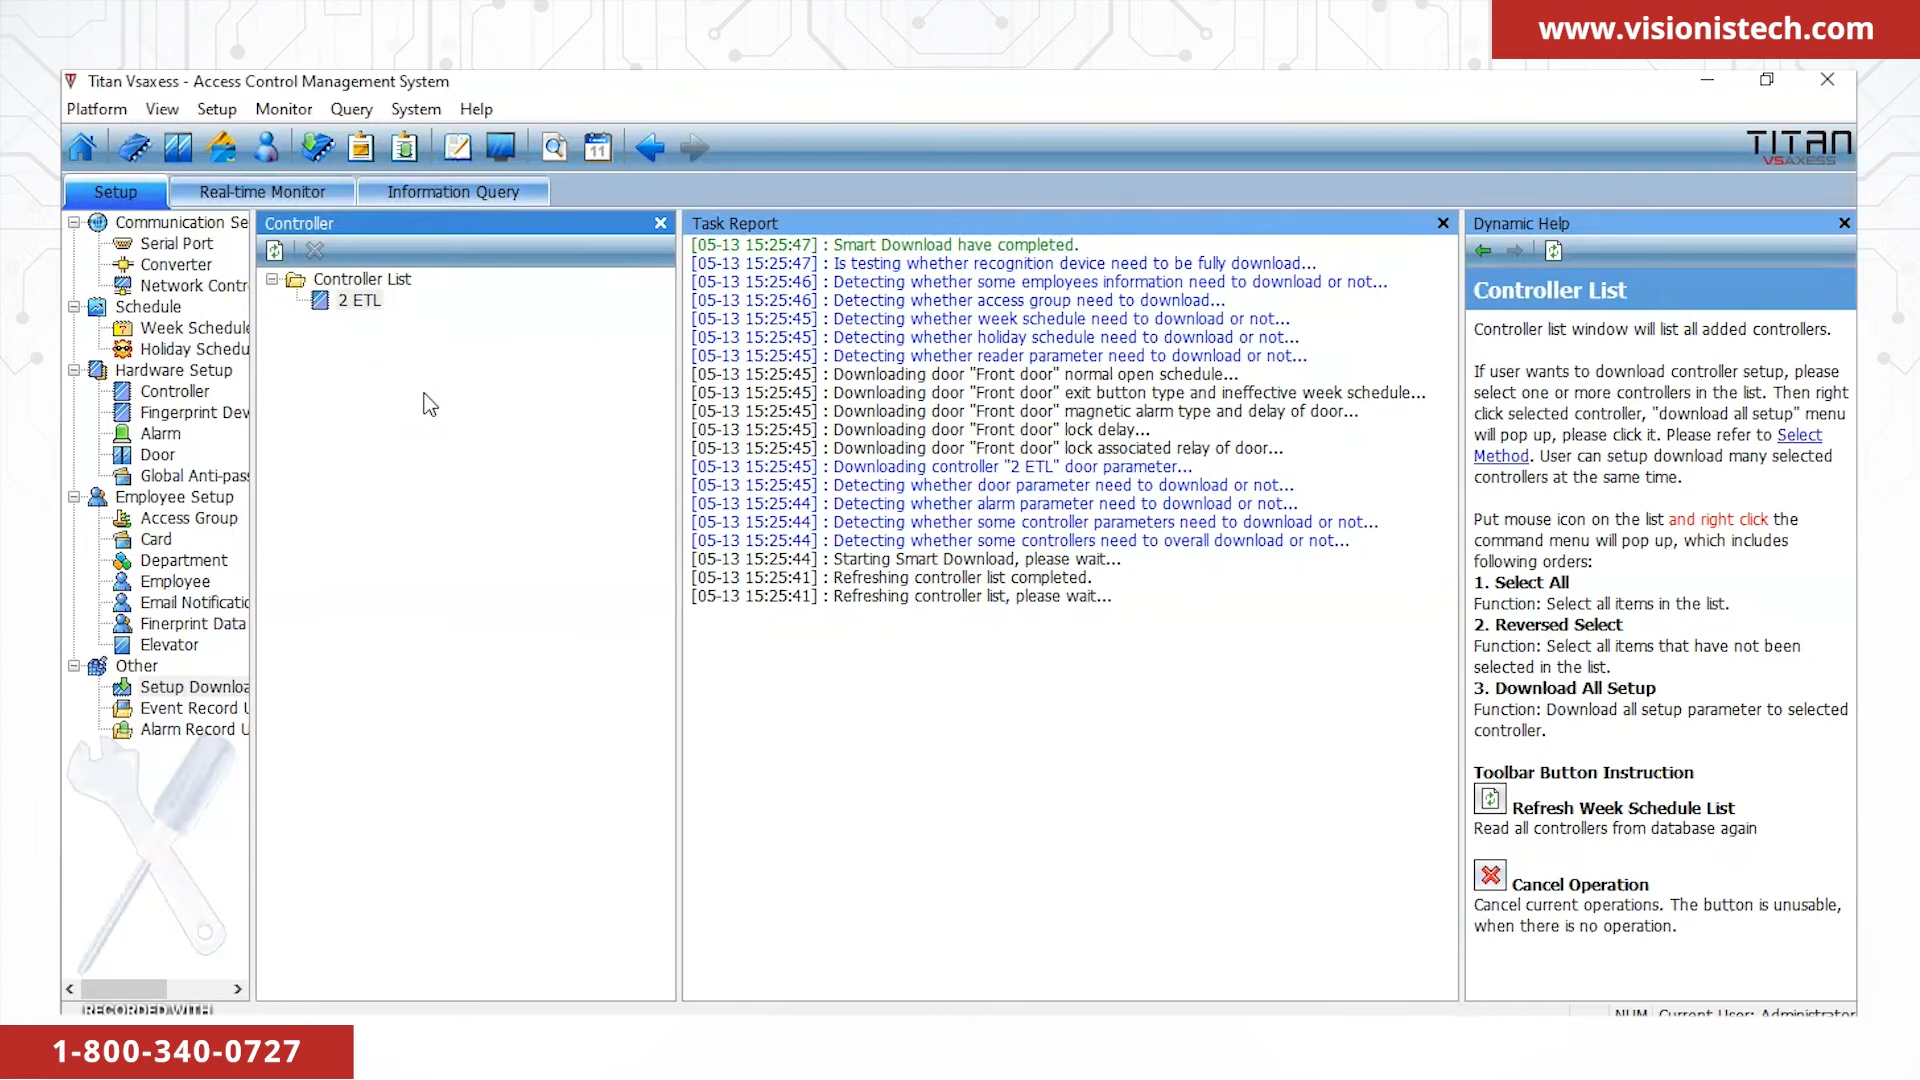 www.visionistech.com
Titan Vsaxess - Access Control Management System
Platform View Setup Monitor Query System Help
11
TITAN
VSAXESS
Setup Real-time Monitor Information Query
Communication Se
Serial Port
Converter
Network Contr
Schedule
Week Schedule
Holiday Schedu
Hardware Setup
Controller
Fingerprint Dev
Alarm
Door
Global Anti-pas
Employee Setup
Access Group
Card
Department
Employee
Email Notificatio
Finerprint Data
Elevator
Other
Setup Downloa
Event Record U
Alarm Record U
Controller
Controller List
2 ETL
Task Report
[05-13 15:25:47] : Smart Download have completed.
[05-13 15:25:47] : Is testing whether recognition device need to be fully download...
[05-13 15:25:46] : Detecting whether some employees information need to download or not...
[05-13 15:25:46] : Detecting whether access group need to download...
[05-13 15:25:45] : Detecting whether week schedule need to download or not...
[05-13 15:25:45] : Detecting whether holiday schedule need to download or not...
[05-13 15:25:45] : Detecting whether reader parameter need to download or not...
[05-13 15:25:45] : Downloading door "Front door" normal open schedule...
[05-13 15:25:45] : Downloading door "Front door" exit button type and ineffective week schedule...
[05-13 15:25:45] : Downloading door "Front door" magnetic alarm type and delay of door...
[05-13 15:25:45] : Downloading door "Front door" lock delay...
[05-13 15:25:45] : Downloading door "Front door" lock associated relay of door...
[05-13 15:25:45] : Downloading controller "2 ETL" door parameter...
[05-13 15:25:45] : Detecting whether door parameter need to download or not...
[05-13 15:25:44] : Detecting whether alarm parameter need to download or not...
[05-13 15:25:44] : Detecting whether some controller parameters need to download or not...
[05-13 15:25:44] : Detecting whether some controllers need to overall download or not...
[05-13 15:25:44] : Starting Smart Download, please wait...
[05-13 15:25:41] : Refreshing controller list completed.
[05-13 15:25:41] : Refreshing controller list, please wait...
Dynamic Help
Controller List
Controller list window will list all added controllers.
If user wants to download controller setup, please
select one or more controllers in the list. Then right
click selected controller, "download all setup" menu
will pop up, please click it. Please refer to Select
Method. User can setup download many selected
controllers at the same time.
Put mouse icon on the list and right click the
command menu will pop up, which includes
following orders:
1. Select All
Function: Select all items in the list.
2. Reversed Select
Function: Select all items that have not been
selected in the list.
3. Download All Setup
Function: Download all setup parameter to selected
controller.
Toolbar Button Instruction
Refresh Week Schedule List
Read all controllers from database again
Cancel Operation
Cancel current operations. The button is unusable,
when there is no operation.
RECORDED WITH
NUM Current User: Administrator
1-800-340-0727